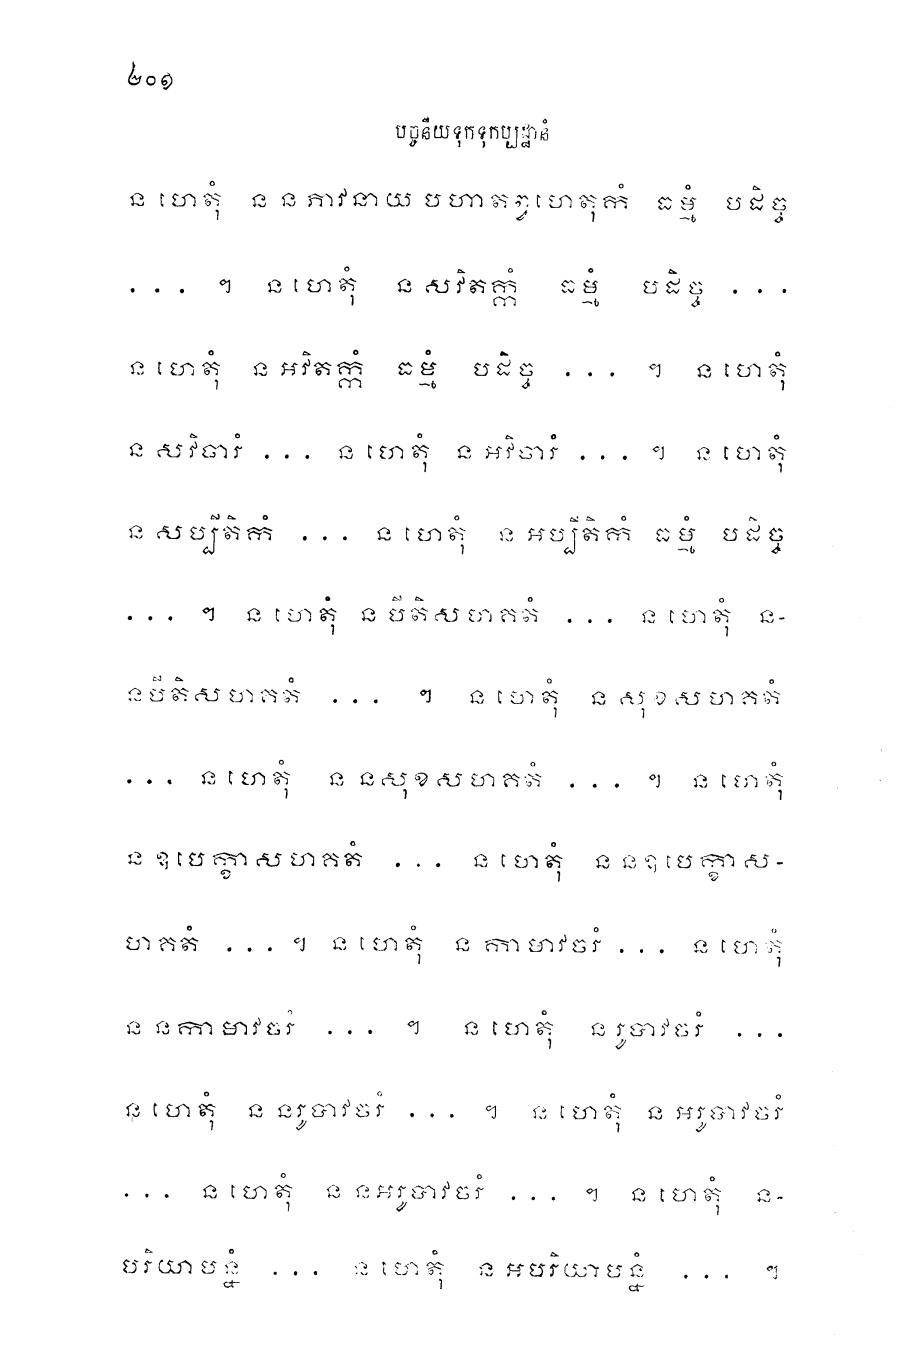 ២០១
បច្ចនីយទុកទុកប្បដ្ឋានំ
ន ហេតុំ ន ន ភាវនាយ បហាតព្វហេតុកំ ធម្មំ បដិច្ច
. . . ។ ន ហេតុំ ន សវិតក្កំ ធម្មំ បដិច្ច . . .
ន ហេតុំ ន អវិតក្កំ ធម្មំ បដិច្ច . . . ។ ន ហេតុំ
ន សវិចារំ . . . ន ហេតុំ ន អវិចារំ . . . ។ ន ហេតុំ
ន សប្បីតិកំ . . . ន ហេតុំ ន អប្បីតិកំ ធម្មំ បដិច្ច
. . . ។ ន ហេតុំ ន បីតិសហគតំ . . . ន ហេតុំ ន-
នបីតិសហគតំ . . . ។ ន ហេតុំ ន សុខសហគតំ
. . . ន ហេតុំ ន នសុខសហគតំ . . . ។ ន ហេតុំ
ន ឧបេក្ខាសហគតំ . . . ន ហេតុំ ន នឧបេក្ខាស-
ហគតំ . . . ។ ន ហេតុំ ន កាមាវចរំ . . . ន ហេតុំ
ន នកាមាវចរំ . . . ។ ន ហេតុំ ន រូបាវចរំ . . .
ន ហេតុំ ន នរូបាវចរំ . . . ។ ន ហេតុំ ន អរូបាវចរំ
. . . ន ហេតុំ ន នអរូបាវចរំ . . . ។ ន ហេតុំ ន-
បរិយាបន្នំ . . . ន ហេតុំ ន អបរិយាបន្នំ . . . ។